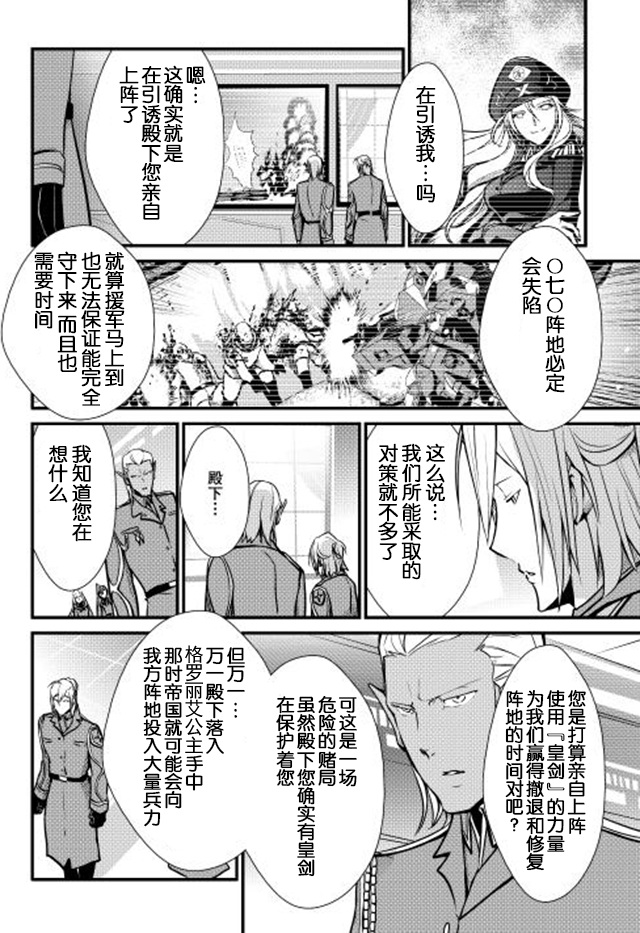 在引诱
我…吗
嗯…
这确实就是
在引诱殿下您亲自
上阵了
〇七〇阵地必定
会失陷
就算援军马上到
也无法保证能完全
守下来 而且也
需要时间
这么说…
我们所能采取的
对策就不多了
殿下…
我知道您在
想什么
您是打算亲自上阵
使用『皇剑』的力量
为我们赢得撤退和修复
阵地的时间对吧？
可这是一场
危险的赌局
虽然殿下您确实有皇剑
在保护着您
但万一…
万一殿下落入
格罗丽艾公主手中
那时帝国就可能会向
我方阵地投入大量兵力